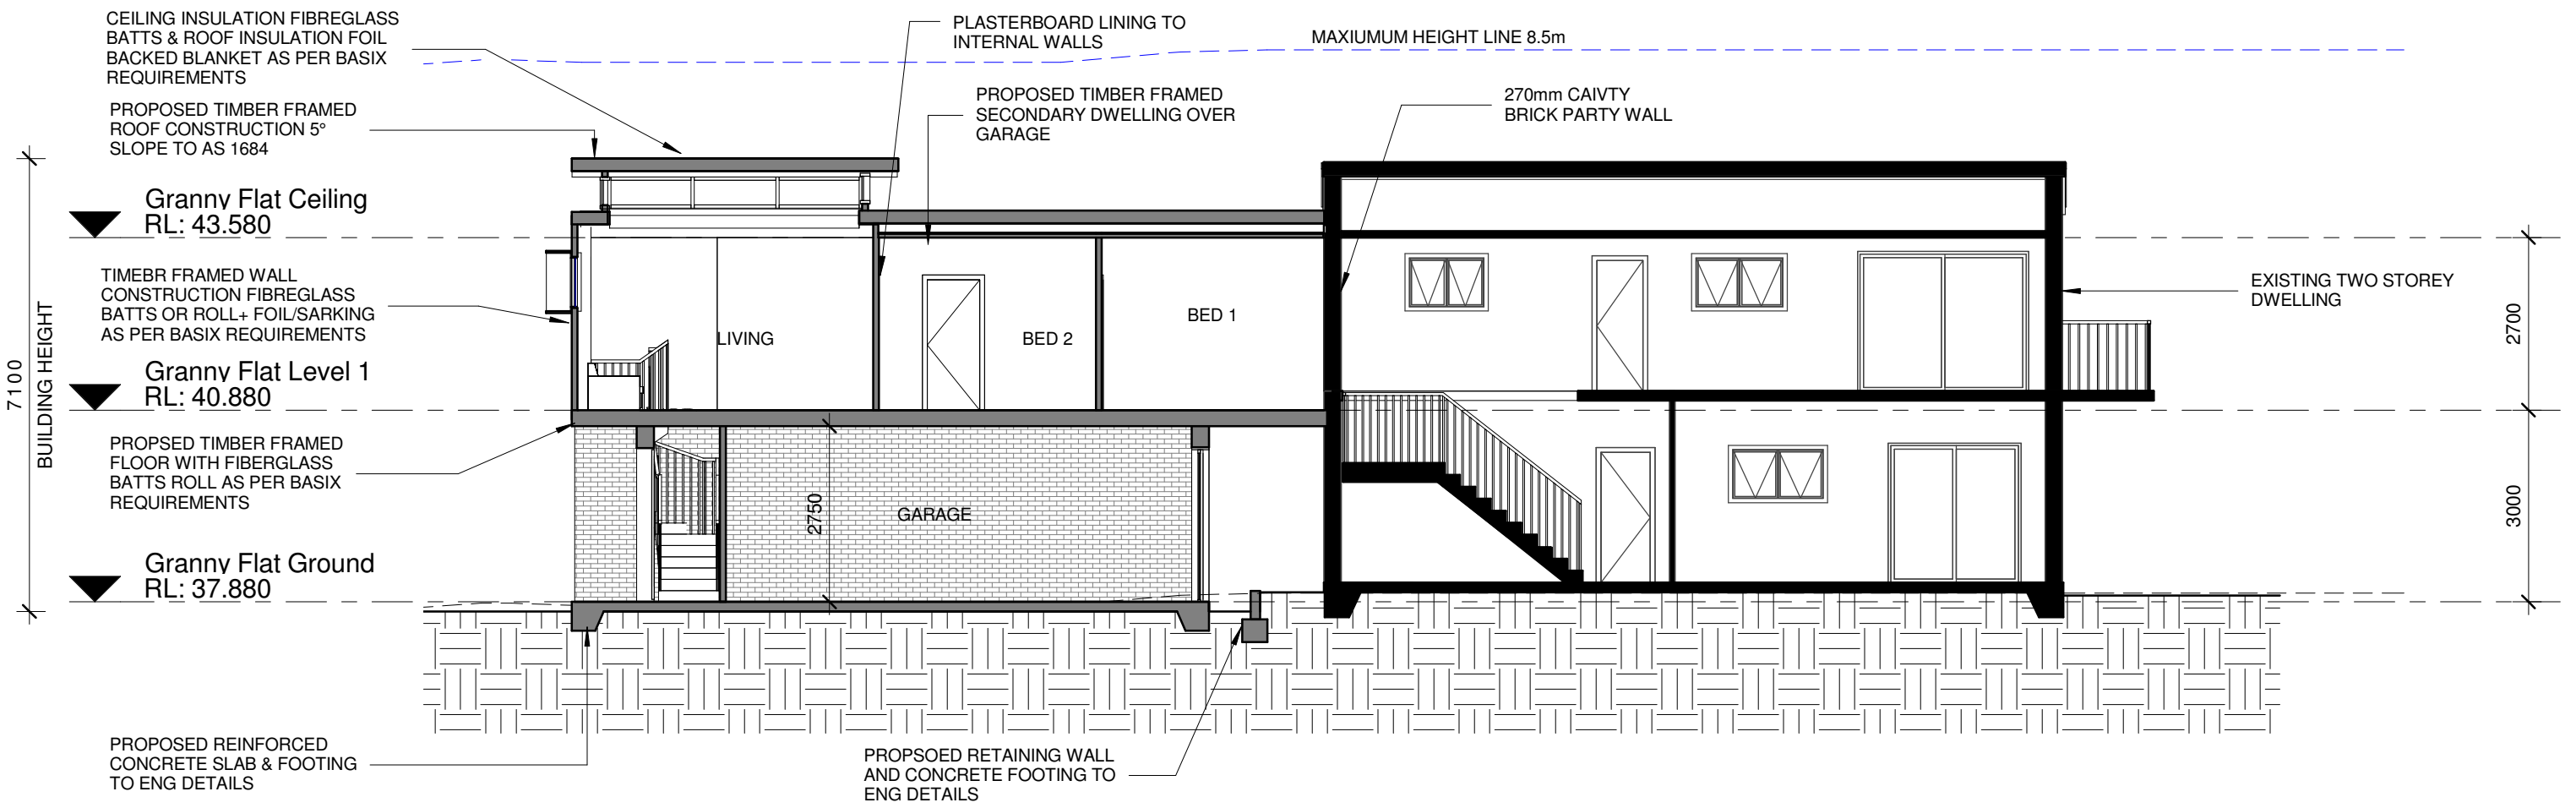 CEILING INSULATION FIBREGLASS
BATTS & ROOF INSULATION FOIL
BACKED BLANKET AS PER BASIX
REQUIREMENTS
PLASTERBOARD LINING TO
INTERNAL WALLS
MAXIUMUM HEIGHT LINE 8.5m
PROPOSED TIMBER FRAMED
ROOF CONSTRUCTION 5°
SLOPE TO AS 1684
PROPOSED TIMBER FRAMED
SECONDARY DWELLING OVER
GARAGE
270mm CAIVTY
BRICK PARTY WALL
Granny Flat Ceiling
RL: 43.580
TIMEBR FRAMED WALL
CONSTRUCTION FIBREGLASS
BATTS OR ROLL+ FOIL/SARKING
AS PER BASIX REQUIREMENTS
EXISTING TWO STOREY
DWELLING
LIVING
BED 2
BED 1
2700
7100
BUILDING HEIGHT
Granny Flat Level 1
RL: 40.880
PROPSED TIMBER FRAMED
FLOOR WITH FIBERGLASS
BATTS ROLL AS PER BASIX
REQUIREMENTS
2750
GARAGE
3000
Granny Flat Ground
RL: 37.880
PROPOSED REINFORCED
CONCRETE SLAB & FOOTING
TO ENG DETAILS
PROPSOED RETAINING WALL
AND CONCRETE FOOTING TO
ENG DETAILS